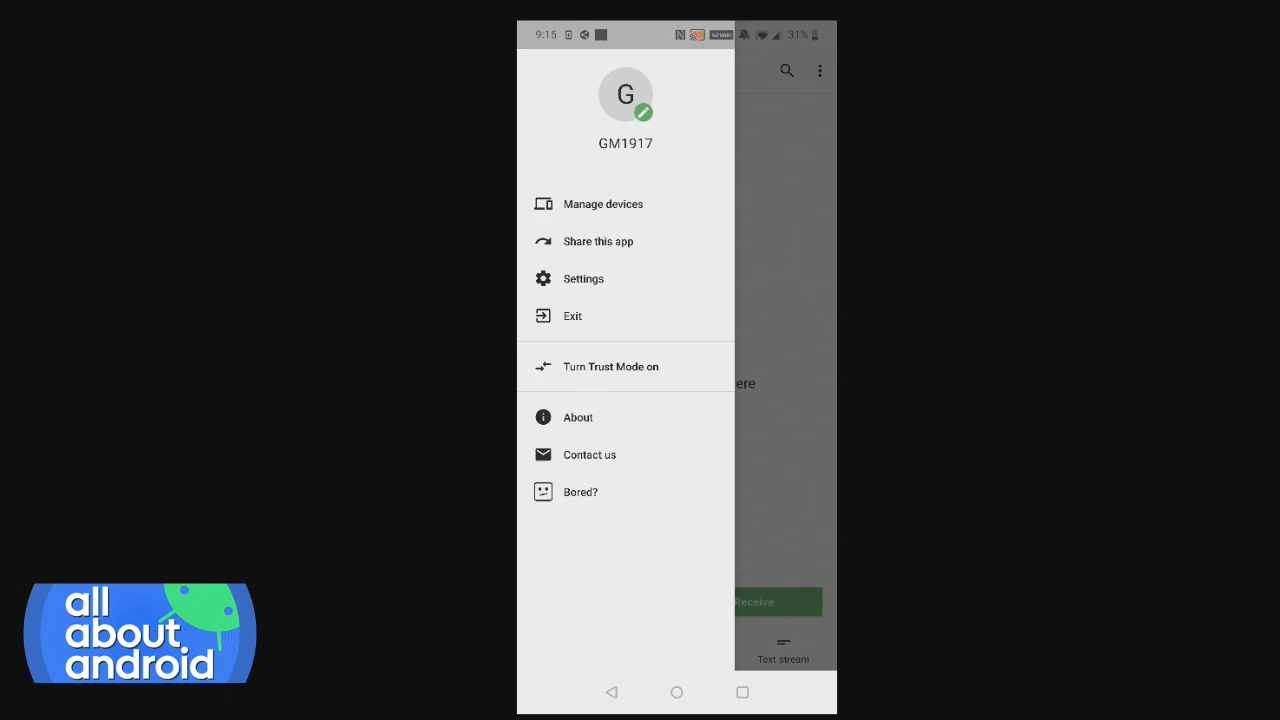 9:15
VoWiFi
31%
G
GM1917
Manage devices
Share this app
Settings
Exit
Turn Trust Mode on
About
Contact us
Bored?
ere
Receive
Text stream
all
about
android